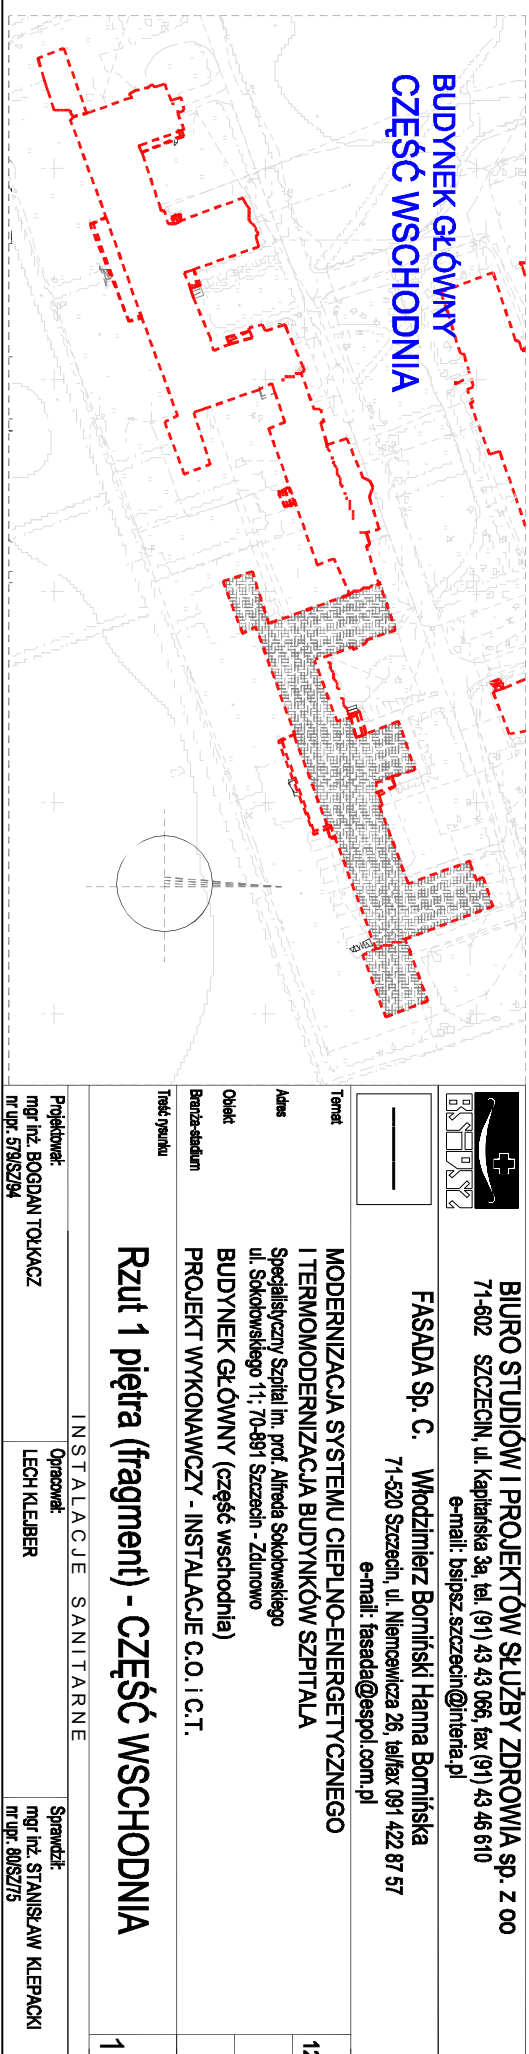 BUDYNEK GŁÓWNY
CZĘŚĆ WSCHODNIA
BSiPSZ
BIURO STUDIÓW I PROJEKTÓW SŁUŻBY ZDROWIA sp. z oo
71-602 SZCZECIN, ul. Kapitańska 3a, tel. (91) 43 43 066, fax (91) 43 46 610
e-mail: bsipsz.szczecin@interia.pl
FASADA Sp. C. Włodzimierz Bomiński Hanna Bomińska
71-520 Szczecin, ul. Niemcewicza 26, tel/fax 091 422 87 57
e-mail: fasada@espol.com.pl
Temat
MODERNIZACJA SYSTEMU CIEPLNO-ENERGETYCZNEGO
I TERMOMODERNIZACJA BUDYNKÓW SZPITALA
Adres
Specjalistyczny Szpital im. prof. Alfreda Sokołowskiego
ul. Sokołowskiego 11; 70-891 Szczecin - Zdunowo
Obiekt
BUDYNEK GŁÓWNY (część wschodnia)
Branża-stadium
PROJEKT WYKONAWCZY - INSTALACJE C.O. i C.T.
Treść rysunku
Rzut 1 piętra (fragment) - CZĘŚĆ WSCHODNIA
1
INSTALACJE SANITARNE
Projektował:
mgr inż. BOGDAN TOŁKACZ
nr upr. 579/SZ/94
Opracował:
LECH KLEJBER
Sprawdził:
mgr inż. STANISŁAW KLEPACKI
nr upr. 80/SZ/75